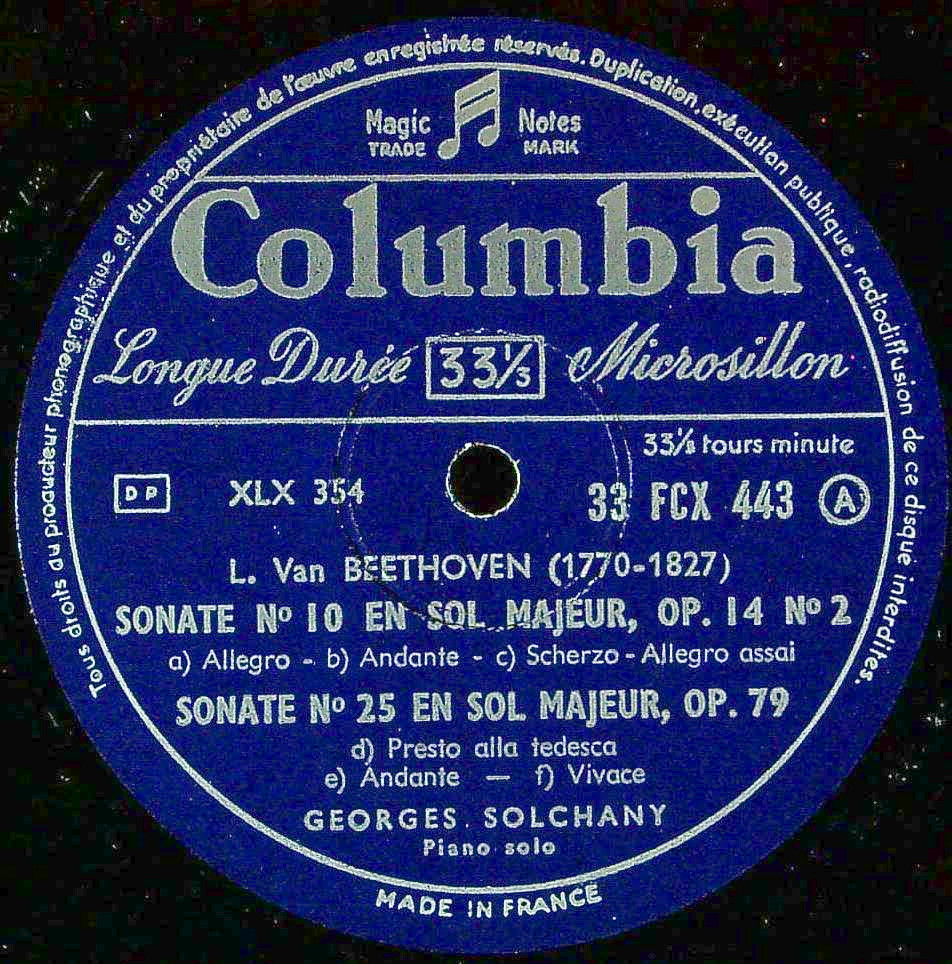 Tous droits du producteur phonographique et du propriétaire de l'œuvre enregistrée réservés. Duplication, exécution publique, radiodiffusion de ce disque interdites.
Magic Notes
TRADE MARK
Columbia
Longue Durée 33⅓ Microsillon
33⅓ tours minute
DP XLX 354 33 FCX 443 A
L. Van BEETHOVEN (1770-1827)
SONATE Nº 10 EN SOL MAJEUR, OP. 14 Nº 2
a) Allegro - b) Andante - c) Scherzo - Allegro assai
SONATE Nº 25 EN SOL MAJEUR, OP. 79
d) Presto alla tedesca
e) Andante — f) Vivace
GEORGES. SOLCHANY
Piano solo
MADE IN FRANCE